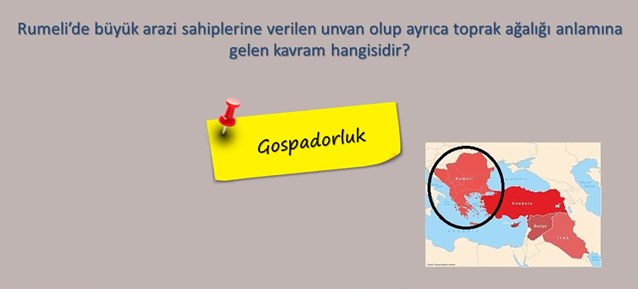 Rumeli’de büyük arazi sahiplerine verilen unvan olup ayrıca toprak ağalığı anlamına
gelen kavram hangisidir?
Gospadorluk
Rumeli
Anadolu
Suriye
Irak